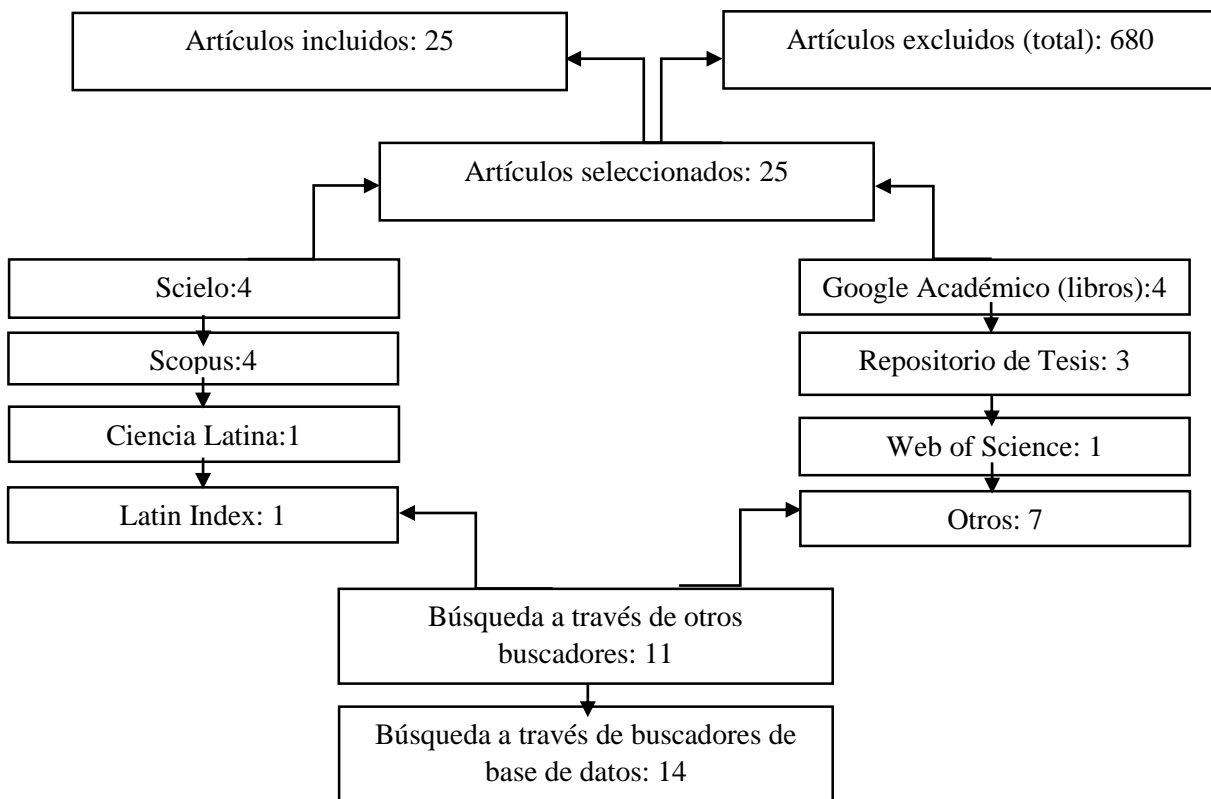 Artículos incluidos: 25
Artículos excluidos (total): 680
Artículos seleccionados: 25
Scielo:4
Google Académico (libros):4
Scopus:4
Repositorio de Tesis: 3
Ciencia Latina:1
Web of Science: 1
Latin Index: 1
Otros: 7
Búsqueda a través de otros
buscadores: 11
Búsqueda a través de buscadores de
base de datos: 14